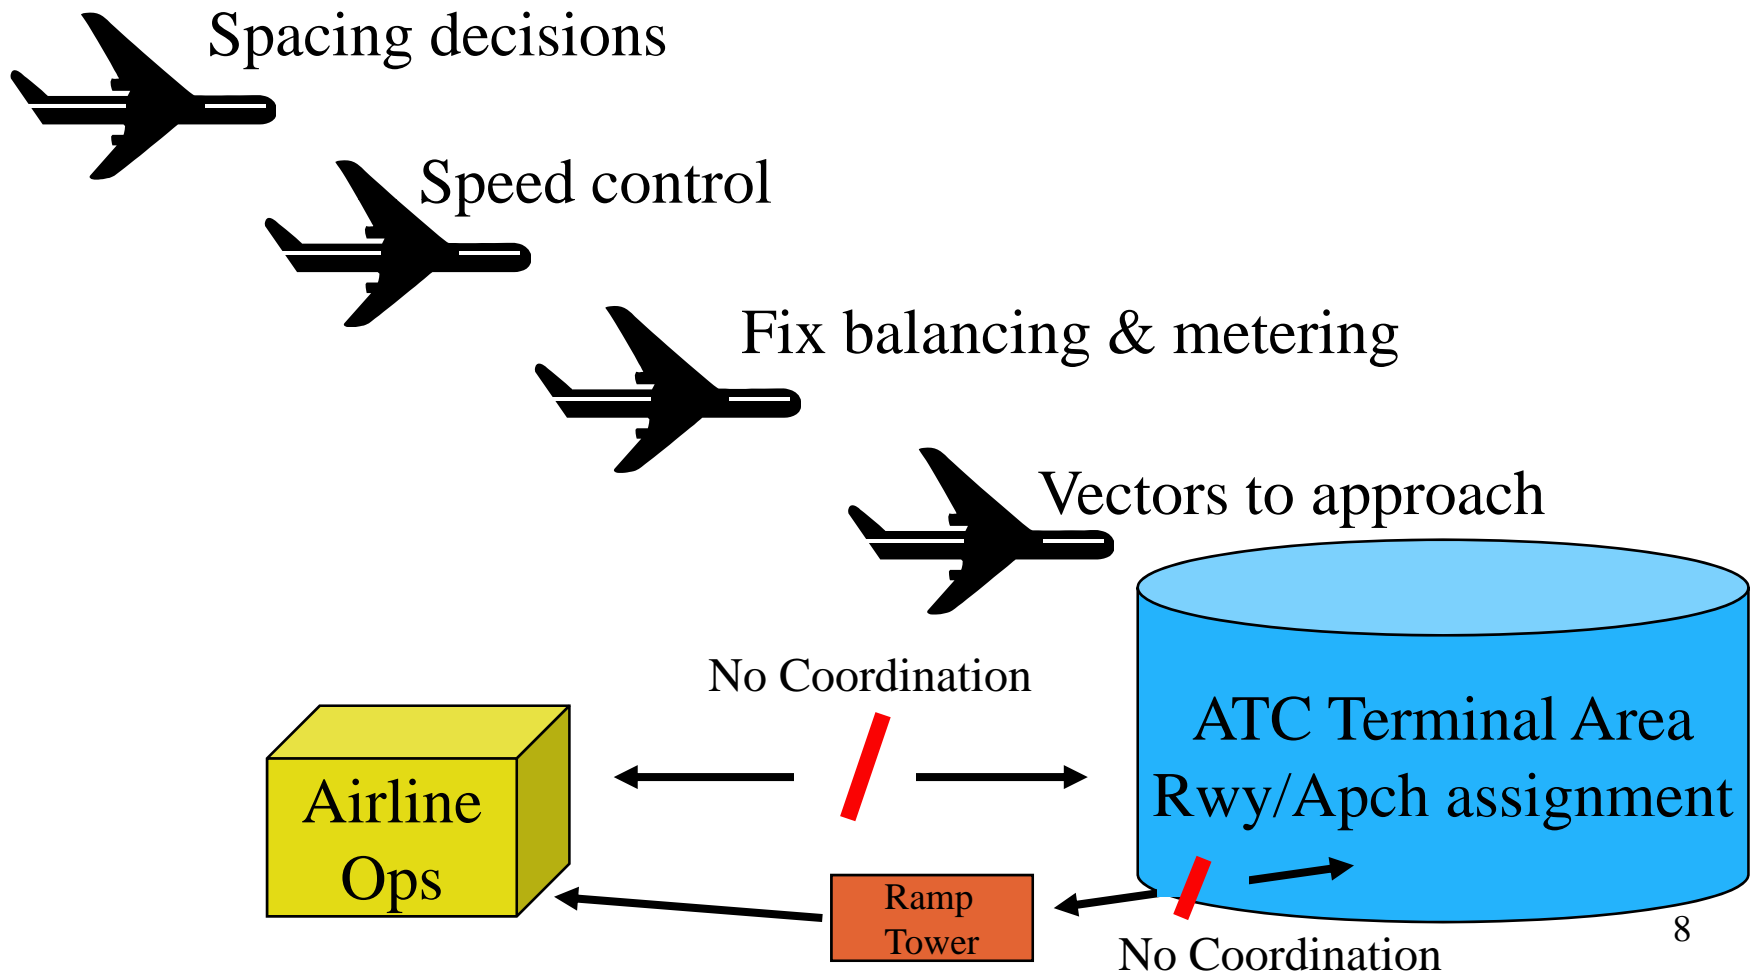 Spacing decisions
Speed control
Fix balancing & metering
Vectors to approach
No Coordination
ATC Terminal Area
Rwy/Apch assignment
Airline
Ops
Ramp
Tower
No Coordination
8